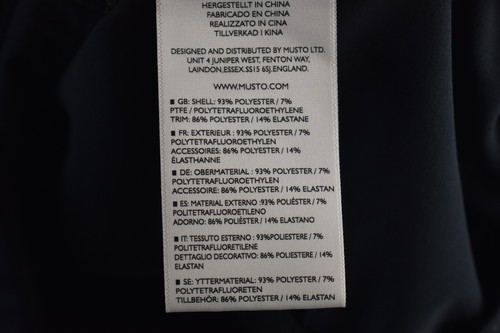 HERGESTELLT IN CHINA
FABRICADO EN CHINA
REALIZZATO IN CINA
TILLVERKAD I KINA
DESIGNED AND DISTRIBUTED BY MUSTO LTD.
UNIT 4 JUNIPER WEST, FENTON WAY,
LAINDON,ESSEX.SS15 6SJ.ENGLAND.
WWW.MUSTO.COM
■ GB: SHELL: 93% POLYESTER / 7%
PTFE / POLYTETRAFLUOROETHYLENE
TRIM: 86% POLYESTER / 14% ELASTANE
■ FR: EXTERIEUR : 93% POLYESTER / 7%
POLYTETRAFLUOROETHYLEN
ACCESSOIRES: 86% POLYESTER / 14%
ÉLASTHANNE
■ DE: OBERMATERIAL : 93% POLYESTER / 7%
POLYTETRAFLUORETHYLEN
ACCESSOIRE: 86% POLYESTER / 14% ELASTAN
■ ES: MATERIAL EXTERNO :93% POLIÉSTER / 7%
POLITETRAFLUORETILENO
ADORNO: 86% POLIÉSTER / 14% ELASTANO
■ IT: TESSUTO ESTERNO : 93%POLIESTERE / 7%
POLITETRAFLUORETILENE
DETTAGLIO DECORATIVO: 86% POLIESTERE / 14%
ELASTAN
■ SE: YTTERMATERIAL: 93% POLYESTER / 7%
POLYTETRAFLUORETEN
TILLBEHÖR: 86% POLYESTER / 14% ELASTAN